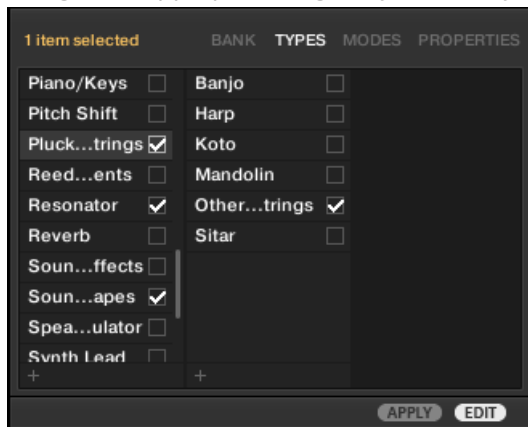 1 item selected BANK TYPES MODES PROPERTIES
Piano/Keys
Pitch Shift
Pluck...trings
Reed...ents
Resonator
Reverb
Soun...ffects
Soun...apes
Spea...ulator
Synth Lead
+
Banjo
Harp
Koto
Mandolin
Other...trings
Sitar
+
APPLY EDIT